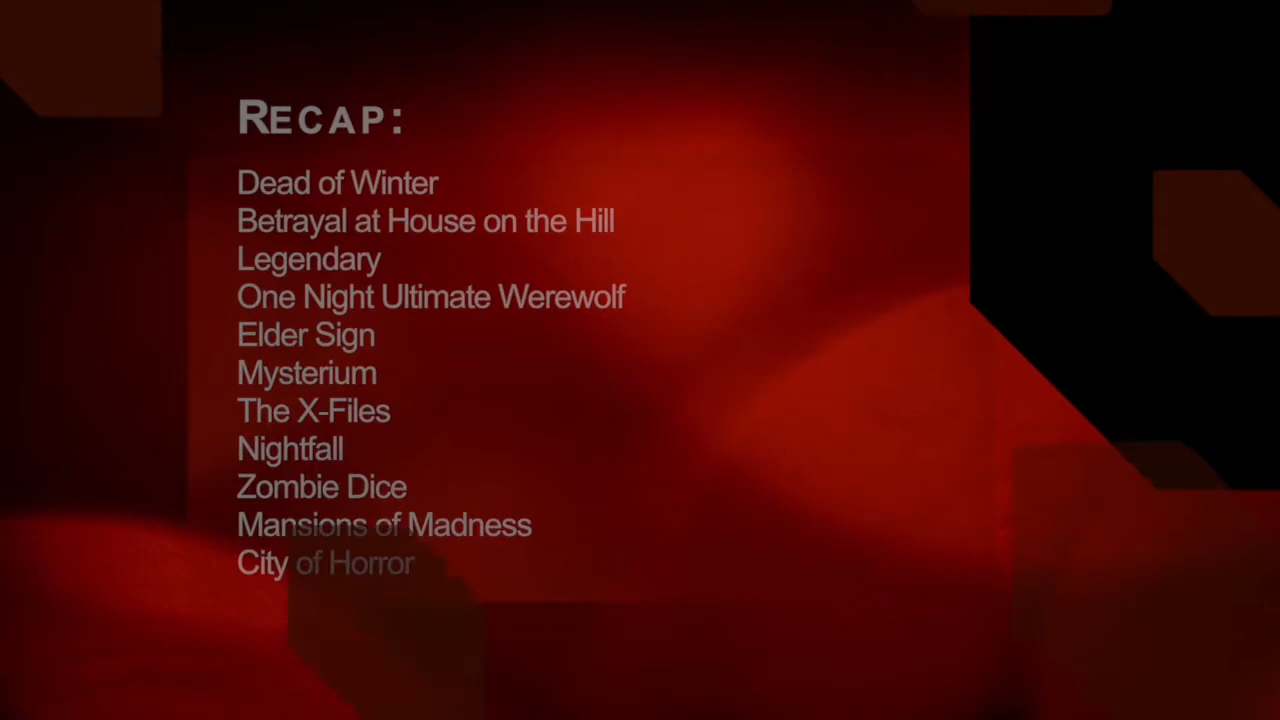 RECAP:
Dead of Winter
Betrayal at House on the Hill
Legendary
One Night Ultimate Werewolf
Elder Sign
Mysterium
The X-Files
Nightfall
Zombie Dice
Mansions of Madness
City of Horror